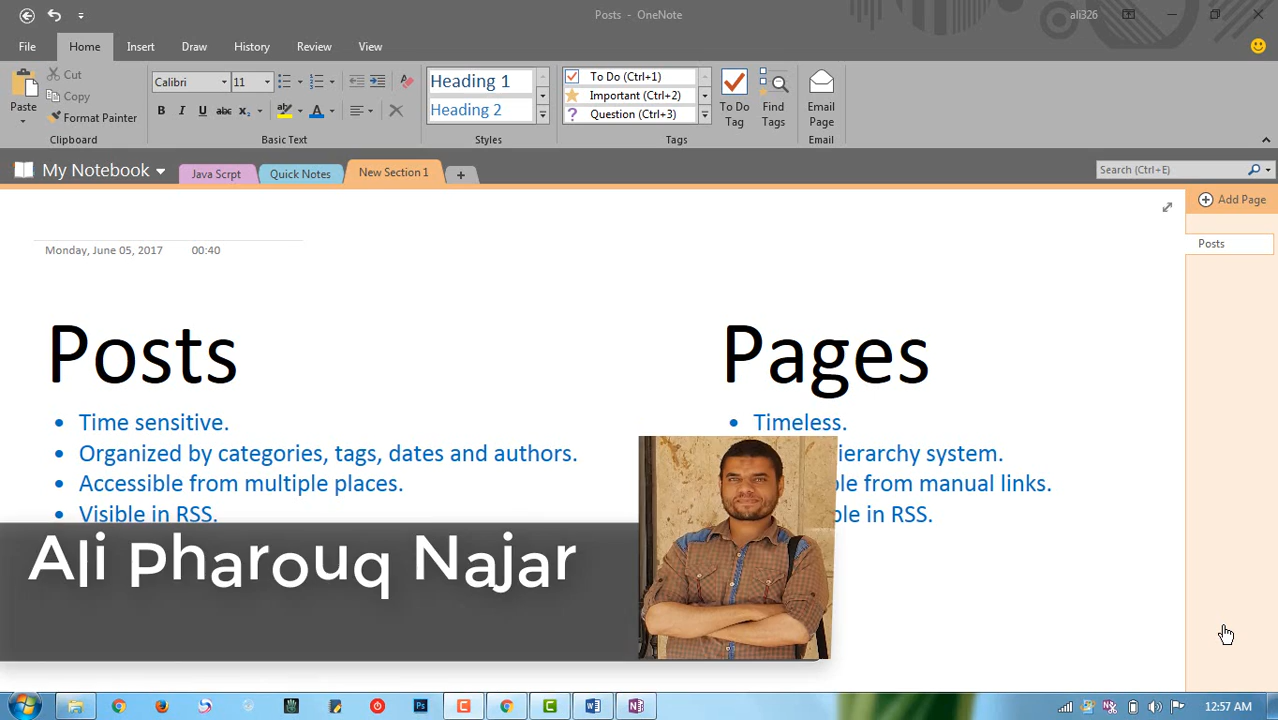 Posts - OneNote
ali326
File Home Insert Draw History Review View
Paste
Cut
Copy
Format Painter
Clipboard
Calibri 11
B I U abc
Basic Text
Heading 1
Heading 2
Styles
To Do (Ctrl+1)
Important (Ctrl+2)
Question (Ctrl+3)
To Do Tag
Find Tags
Tags
Email Page
Email
My Notebook
Java Scrpt
Quick Notes
New Section 1
Search (Ctrl+E)
Add Page
Posts
Monday, June 05, 2017 00:40
Posts
• Time sensitive.
• Organized by categories, tags, dates and authors.
• Accessible from multiple places.
• Visible in RSS.
Pages
• Timeless.
hierarchy system.
from manual links.
in RSS.
Ali Pharouq Najar
12:57 AM